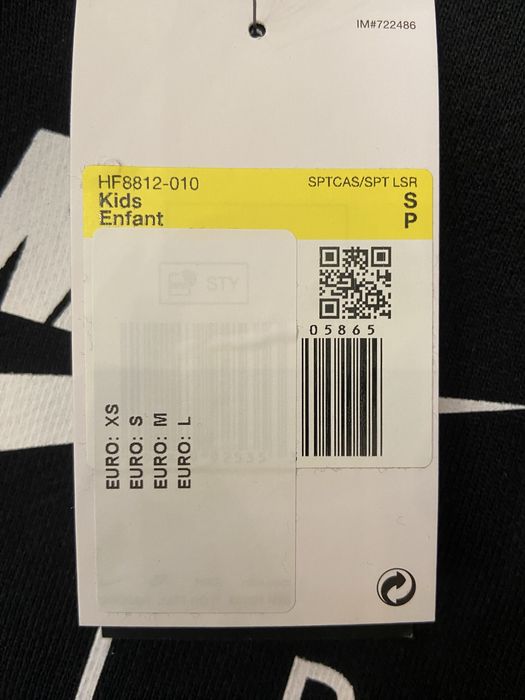 IM#722486
HF8812-010
SPTCAS/SPT LSR
Kids
S
Enfant
P
STY
05865
EURO: XS
EURO: S
EURO: M
EURO: L